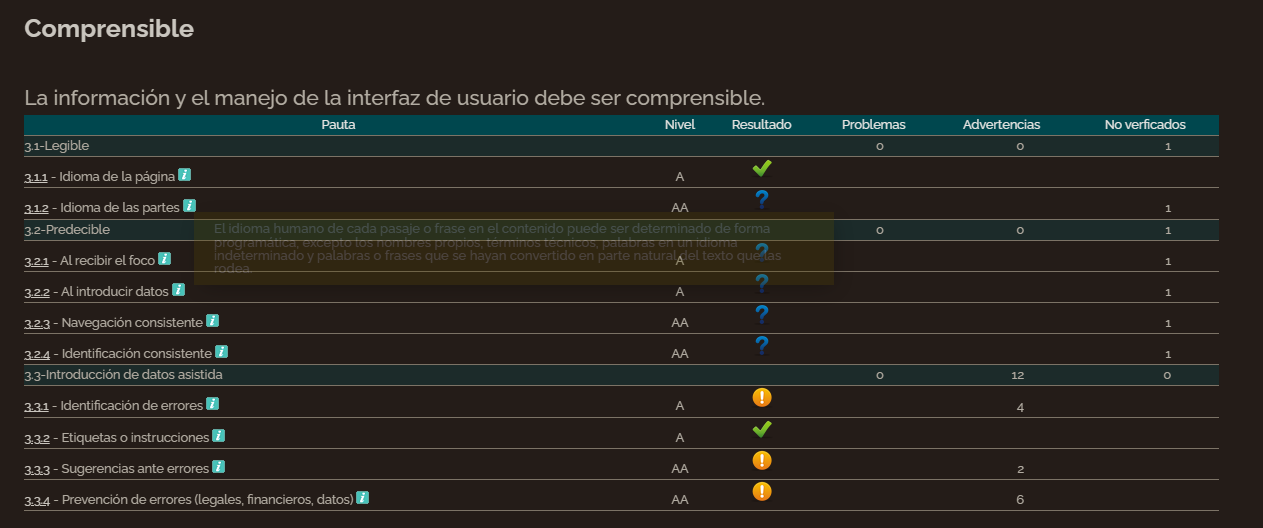 Comprensible
La información y el manejo de la interfaz de usuario debe ser comprensible.
Pauta Nivel Resultado Problemas Advertencias No verficados
3.1-Legible 0 0 1
3.1.1 - Idioma de la página i A
3.1.2 - Idioma de las partes i AA ? 1
El idioma humano de cada pasaje o frase en el contenido puede ser determinado de forma
programática, excepto los nombres propios, términos técnicos, palabras en un idioma
indeterminado y palabras o frases que se hayan convertido en parte natural del texto que las
rodea.
3.2-Predecible 0 0 1
3.2.1 - Al recibir el foco i A ? 1
3.2.2 - Al introducir datos i A ? 1
3.2.3 - Navegación consistente i AA ? 1
3.2.4 - Identificación consistente i AA ? 1
3.3-Introducción de datos asistida 0 12 0
3.3.1 - Identificación de errores i A ! 4
3.3.2 - Etiquetas o instrucciones i A
3.3.3 - Sugerencias ante errores i AA ! 2
3.3.4 - Prevención de errores (legales, financieros, datos) i AA ! 6